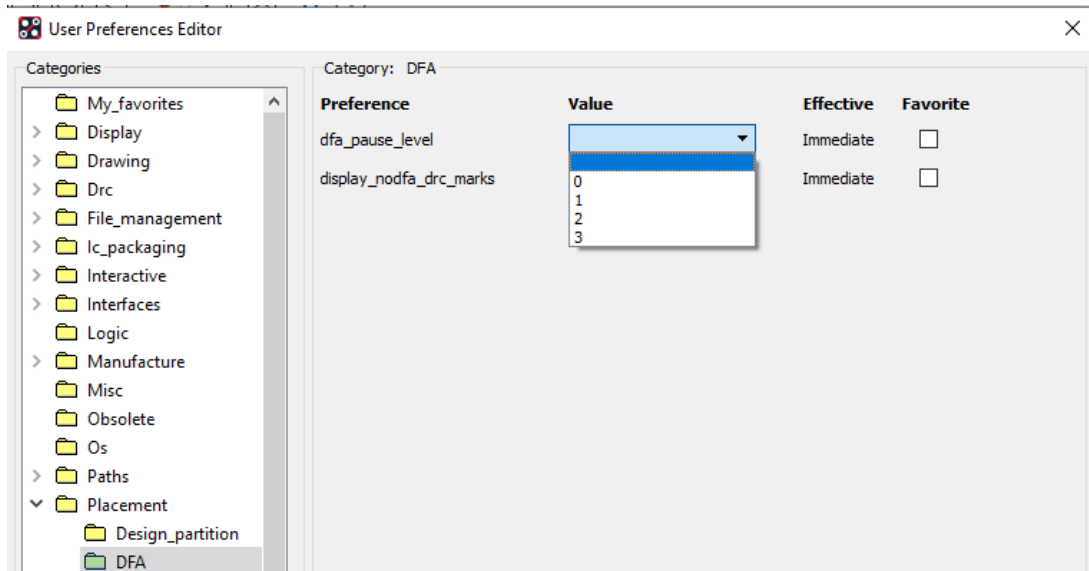 User Preferences Editor
Categories
My_favorites
Display
Drawing
Drc
File_management
Ic_packaging
Interactive
Interfaces
Logic
Manufacture
Misc
Obsolete
Os
Paths
Placement
Design_partition
DFA
Category: DFA
Preference Value Effective Favorite
dfa_pause_level Immediate
display_nodfa_drc_marks Immediate
0
1
2
3